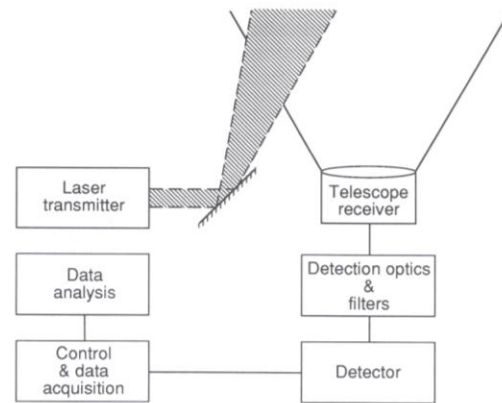 Laser
transmitter
Telescope
receiver
Data
analysis
Detection optics
&
filters
Control
& data
acquisition
Detector